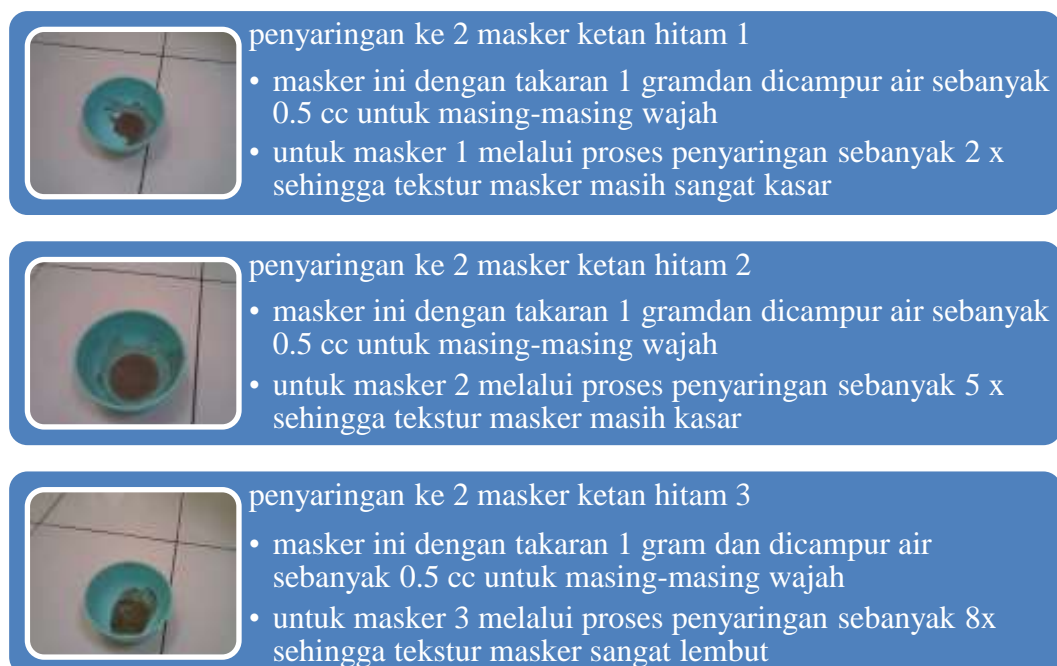 penyaringan ke 2 masker ketan hitam 1
• masker ini dengan takaran 1 gramdan dicampur air sebanyak
0.5 cc untuk masing-masing wajah
• untuk masker 1 melalui proses penyaringan sebanyak 2 x
sehingga tekstur masker masih sangat kasar
penyaringan ke 2 masker ketan hitam 2
• masker ini dengan takaran 1 gramdan dicampur air sebanyak
0.5 cc untuk masing-masing wajah
• untuk masker 2 melalui proses penyaringan sebanyak 5 x
sehingga tekstur masker masih kasar
penyaringan ke 2 masker ketan hitam 3
• masker ini dengan takaran 1 gram dan dicampur air
sebanyak 0.5 cc untuk masing-masing wajah
• untuk masker 3 melalui proses penyaringan sebanyak 8x
sehingga tekstur masker sangat lembut